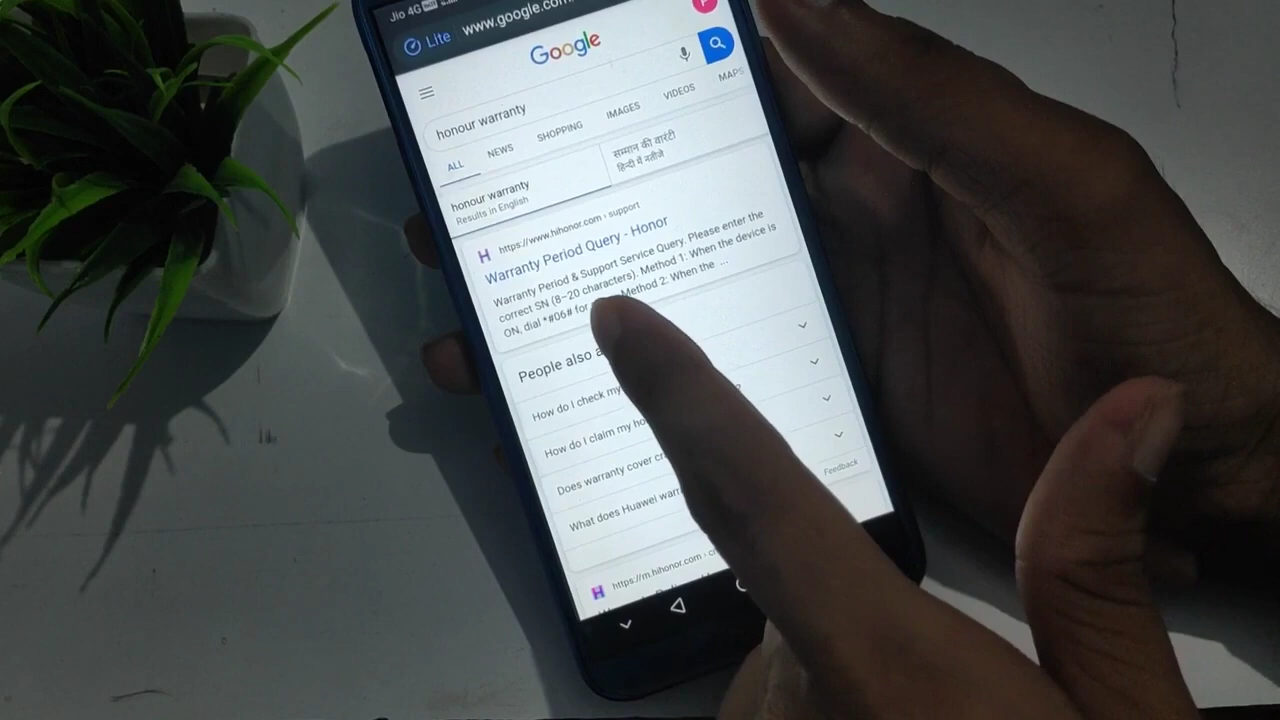 Jio 4G
Lite www.google.com
Google
honour warranty
ALL NEWS SHOPPING IMAGES VIDEOS MAPS
honour warranty
Results in English
सम्मान की वारंटी
हिन्दी में नतीजे
https://www.hihonor.com › support
Warranty Period Query - Honor
Warranty Period & Support Service Query. Please enter the
correct SN (8-20 characters). Method 1: When the device is
ON, dial *#06# for Method 2: When the ...
People also a
How do I check my ?
How do I claim my ho
Does warranty cover cr
What does Huawei warr
Feedback
https://m.hihonor.com ›